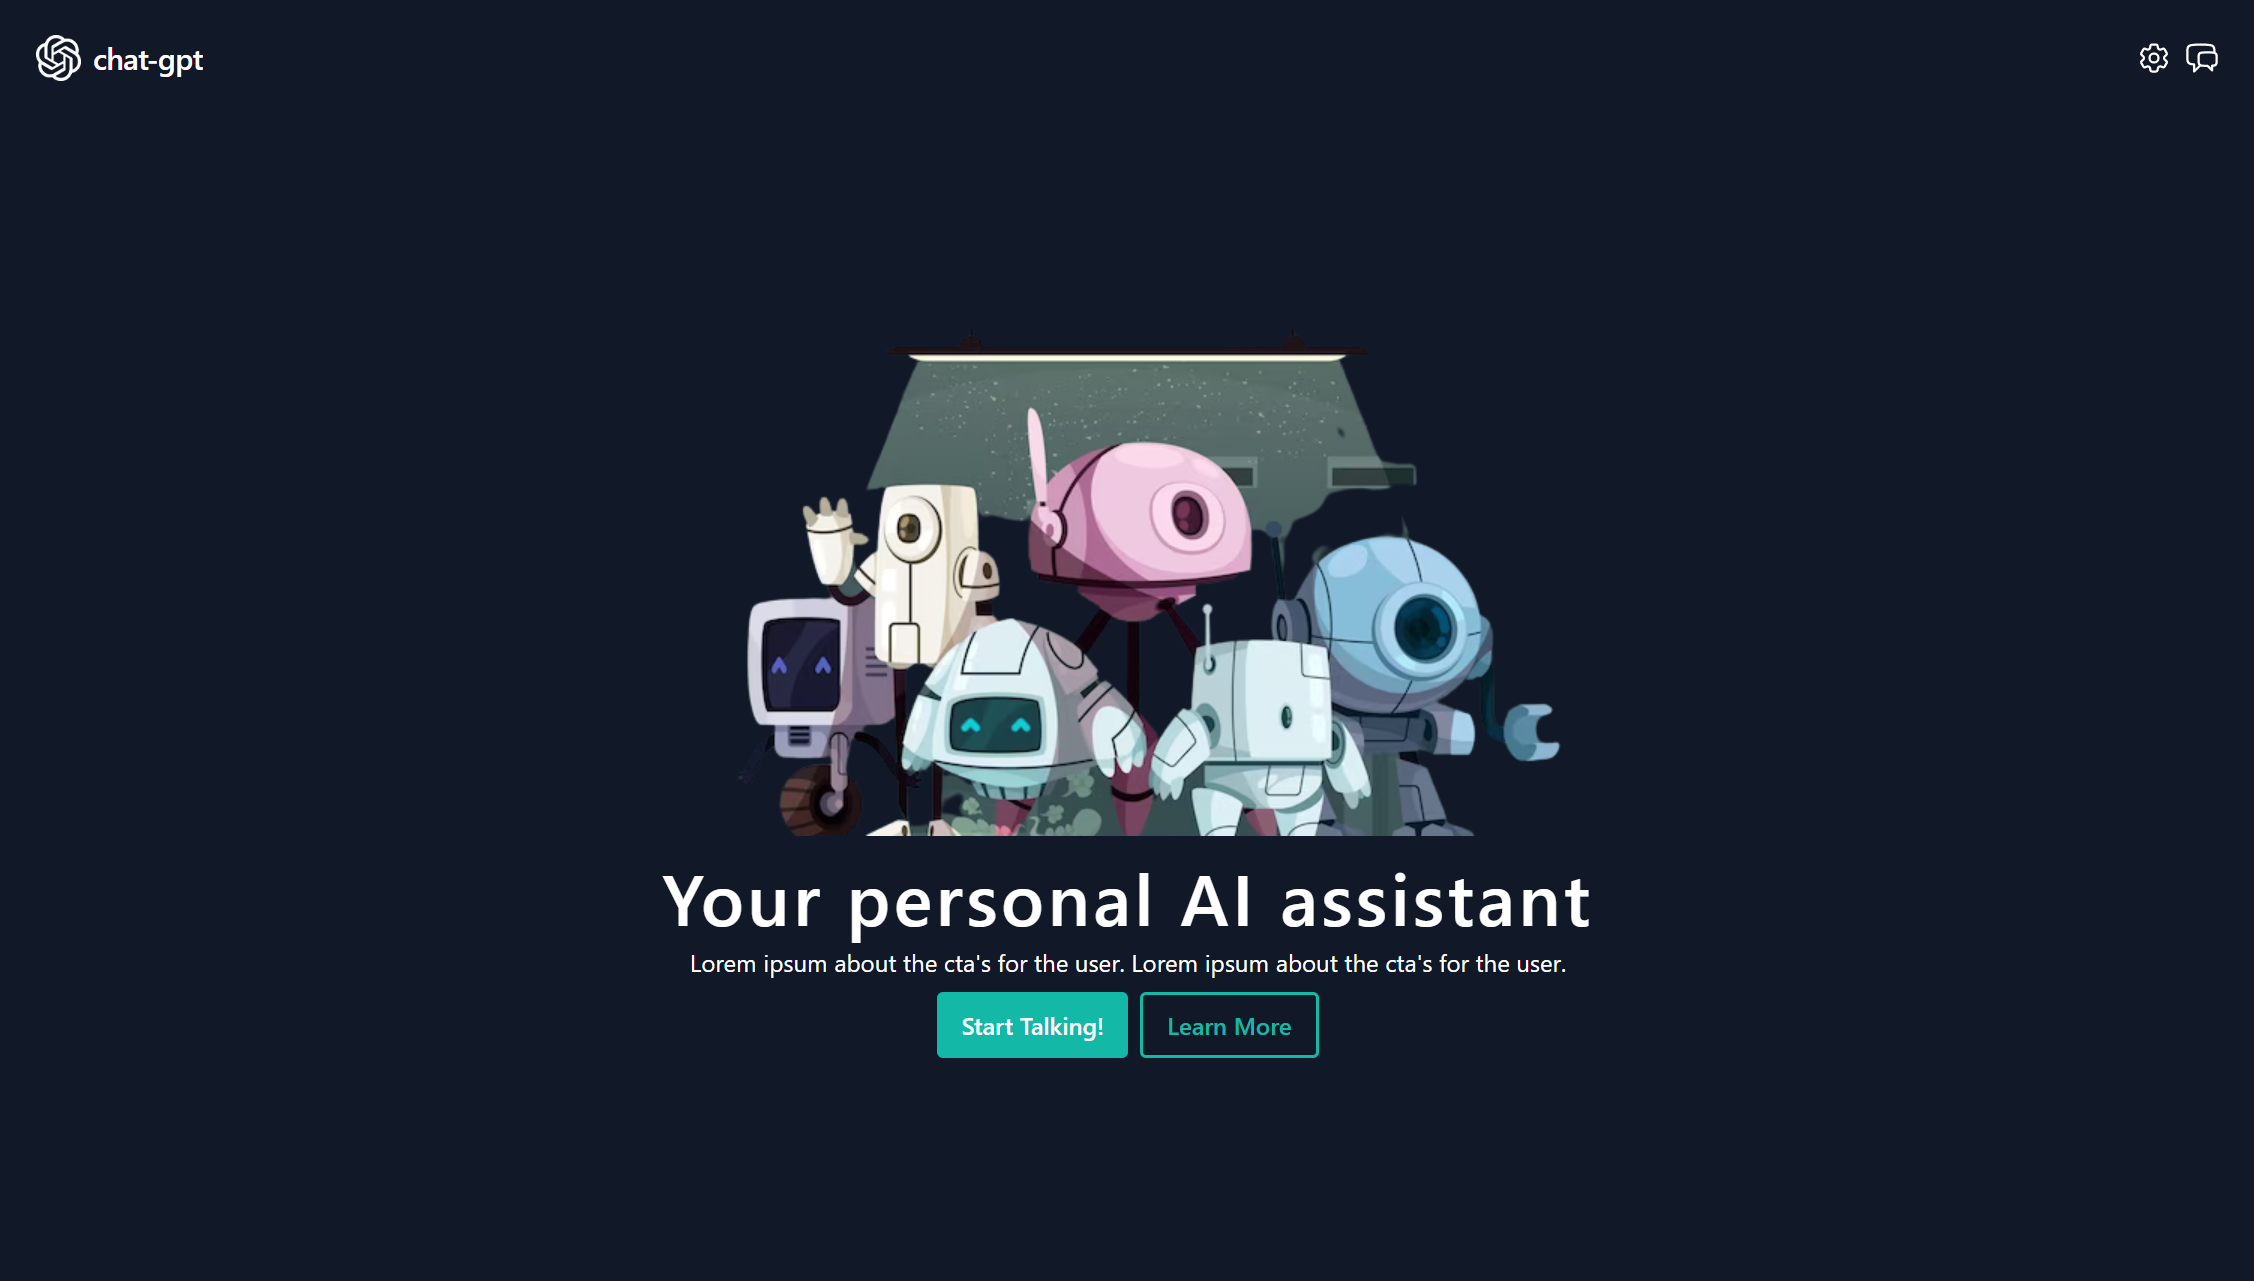 chat-gpt
Your personal AI assistant
Lorem ipsum about the cta's for the user. Lorem ipsum about the cta's for the user.
Start Talking!
Learn More